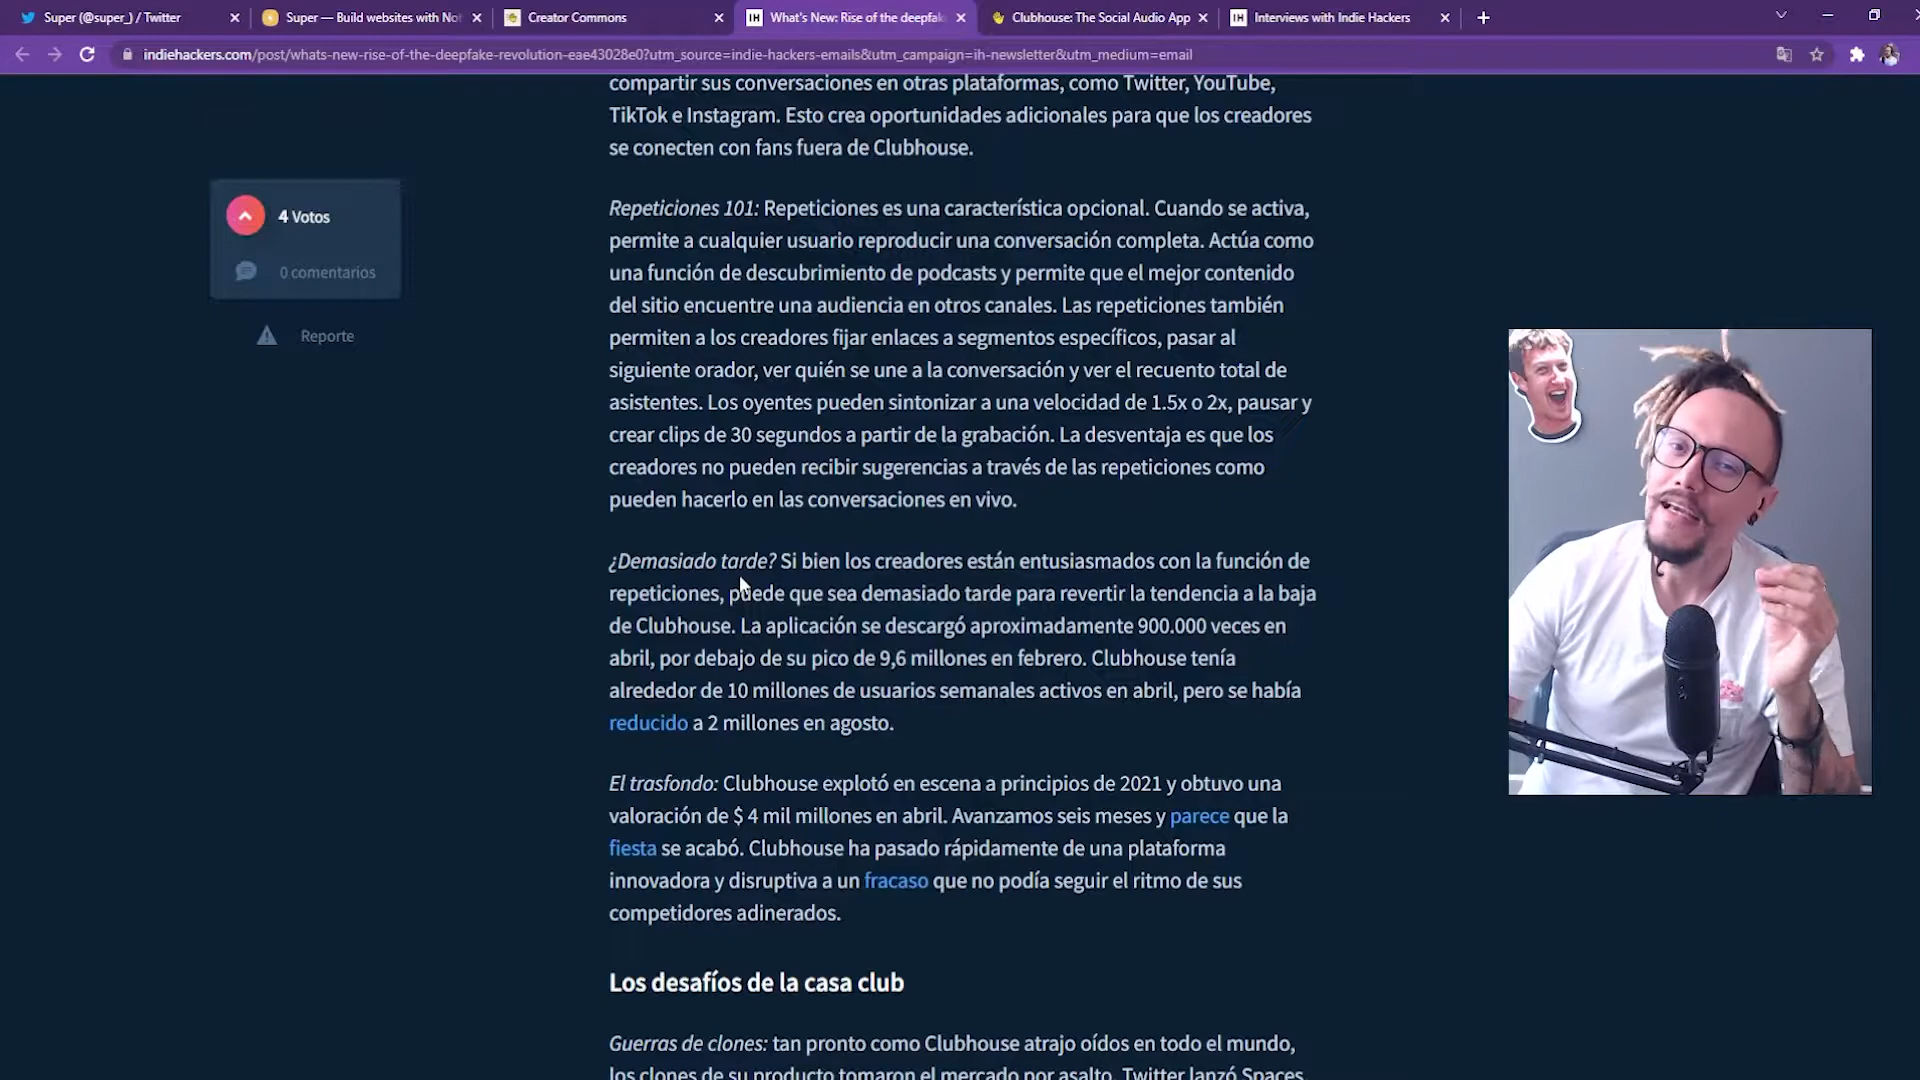 Super (@super_) / Twitter
Super — Build websites with Not
Creator Commons
What's New: Rise of the deepfak
Clubhouse: The Social Audio App
Interviews with Indie Hackers
indiehackers.com/post/whats-new-rise-of-the-deepfake-revolution-eae43028e0?utm_source=indie-hackers-emails&utm_campaign=ih-newsletter&utm_medium=email
compartir sus conversaciones en otras plataformas, como Twitter, YouTube,
TikTok e Instagram. Esto crea oportunidades adicionales para que los creadores
se conecten con fans fuera de Clubhouse.
4 Votos
0 comentarios
Reporte
Repeticiones 101: Repeticiones es una característica opcional. Cuando se activa,
permite a cualquier usuario reproducir una conversación completa. Actúa como
una función de descubrimiento de podcasts y permite que el mejor contenido
del sitio encuentre una audiencia en otros canales. Las repeticiones también
permiten a los creadores fijar enlaces a segmentos específicos, pasar al
siguiente orador, ver quién se une a la conversación y ver el recuento total de
asistentes. Los oyentes pueden sintonizar a una velocidad de 1.5x o 2x, pausar y
crear clips de 30 segundos a partir de la grabación. La desventaja es que los
creadores no pueden recibir sugerencias a través de las repeticiones como
pueden hacerlo en las conversaciones en vivo.
¿Demasiado tarde? Si bien los creadores están entusiasmados con la función de
repeticiones, puede que sea demasiado tarde para revertir la tendencia a la baja
de Clubhouse. La aplicación se descargó aproximadamente 900.000 veces en
abril, por debajo de su pico de 9,6 millones en febrero. Clubhouse tenía
alrededor de 10 millones de usuarios semanales activos en abril, pero se había
reducido a 2 millones en agosto.
El trasfondo: Clubhouse explotó en escena a principios de 2021 y obtuvo una
valoración de $ 4 mil millones en abril. Avanzamos seis meses y parece que la
fiesta se acabó. Clubhouse ha pasado rápidamente de una plataforma
innovadora y disruptiva a un fracaso que no podía seguir el ritmo de sus
competidores adinerados.
Los desafíos de la casa club
Guerras de clones: tan pronto como Clubhouse atrajo oídos en todo el mundo,
los clones de su producto tomaron el mercado por asalto. Twitter lanzó Spaces,